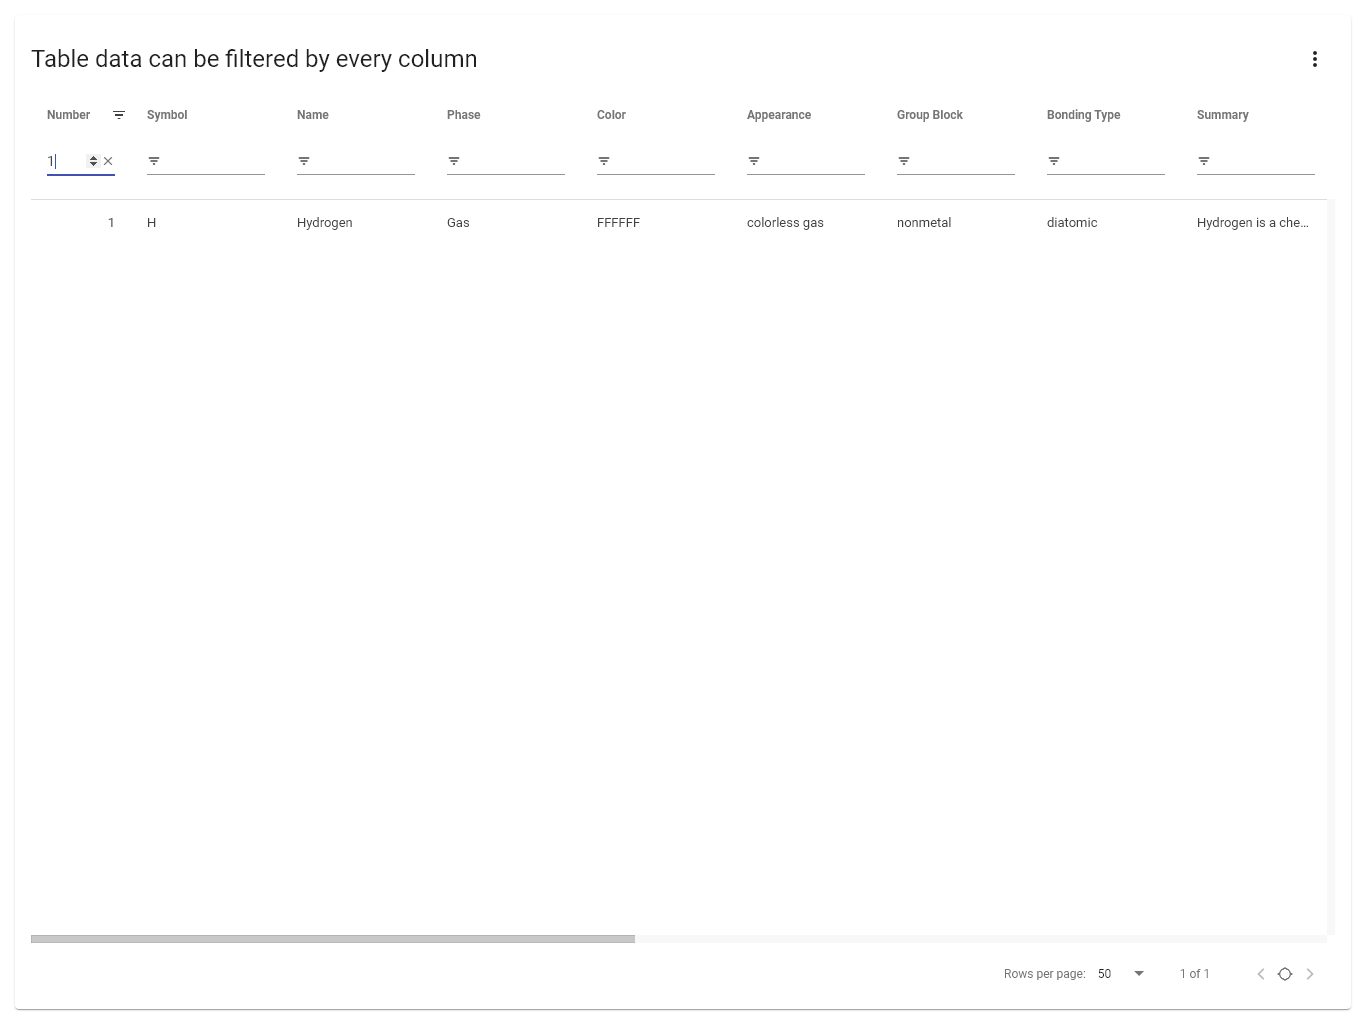 Table data can be filtered by every column
Number Symbol Name Phase Color Appearance Group Block Bonding Type Summary
1
1 H Hydrogen Gas FFFFFF colorless gas nonmetal diatomic Hydrogen is a che...
Rows per page: 50 1 of 1